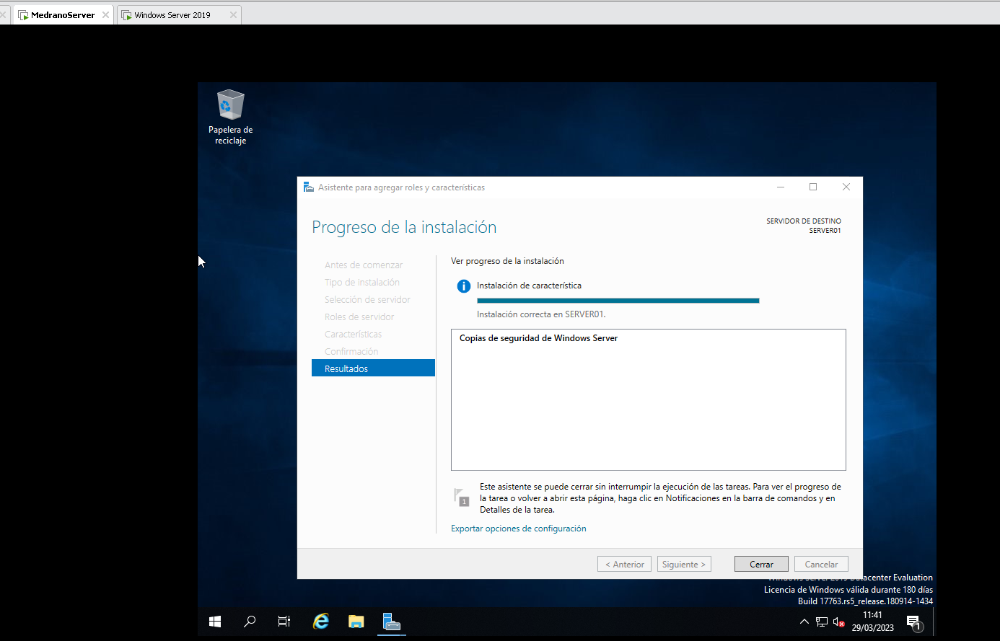 MedranoServer
Windows Server 2019
Papelera de
reciclaje
Asistente para agregar roles y características
Progreso de la instalación
SERVIDOR DE DESTINO
SERVER01
Antes de comenzar
Tipo de instalación
Selección de servidor
Roles de servidor
Características
Confirmación
Resultados
Ver progreso de la instalación
Instalación de característica
Instalación correcta en SERVER01.
Copias de seguridad de Windows Server
1
Este asistente se puede cerrar sin interrumpir la ejecución de las tareas. Para ver el progreso de
la tarea o volver a abrir esta página, haga clic en Notificaciones en la barra de comandos y en
Detalles de la tarea.
Exportar opciones de configuración
< Anterior
Siguiente >
Cerrar
Cancelar
Windows Server 2019 Datacenter Evaluation
Licencia de Windows válida durante 180 días
Build 17763.rs5_release.180914-1434
11:41
29/03/2023
1